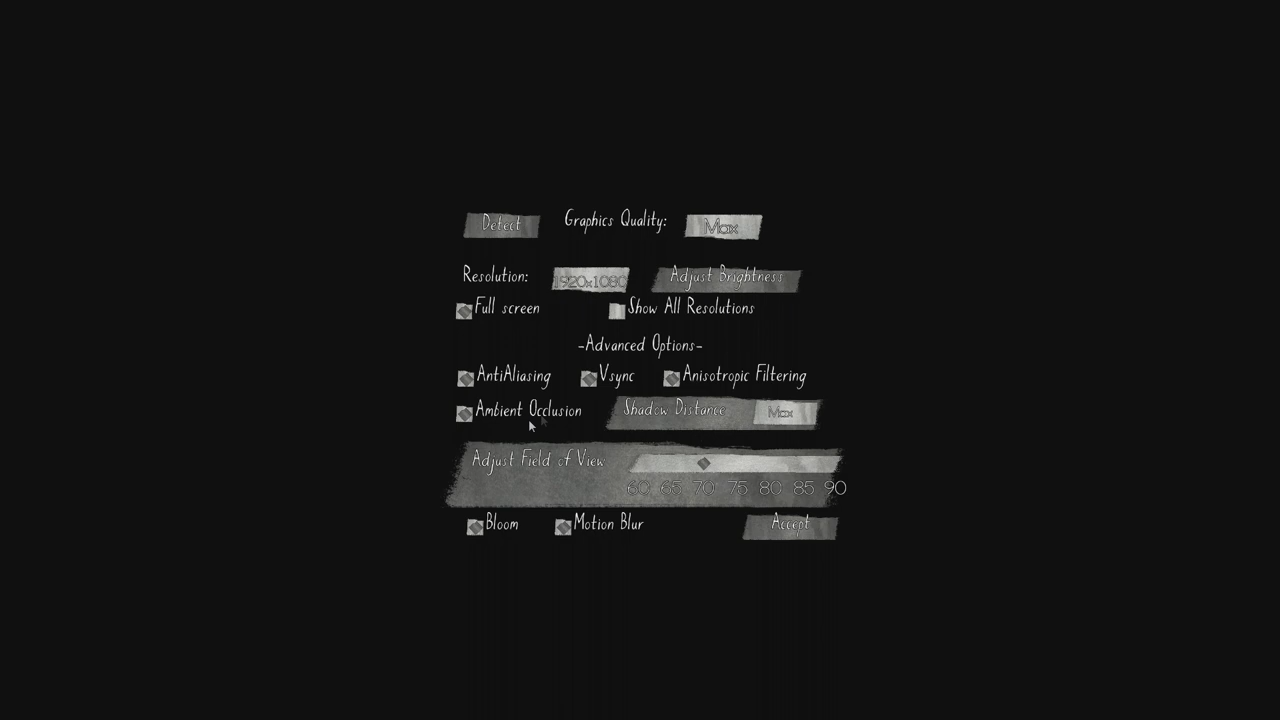 Detect Graphics Quality: Max
Resolution: 1920x1080 Adjust Brightness
Full screen Show All Resolutions
-Advanced Options-
AntiAliasing Vsync Anisotropic Filtering
Ambient Occlusion Shadow Distance Max
Adjust Field of View
60 65 70 75 80 85 90
Bloom Motion Blur Accept